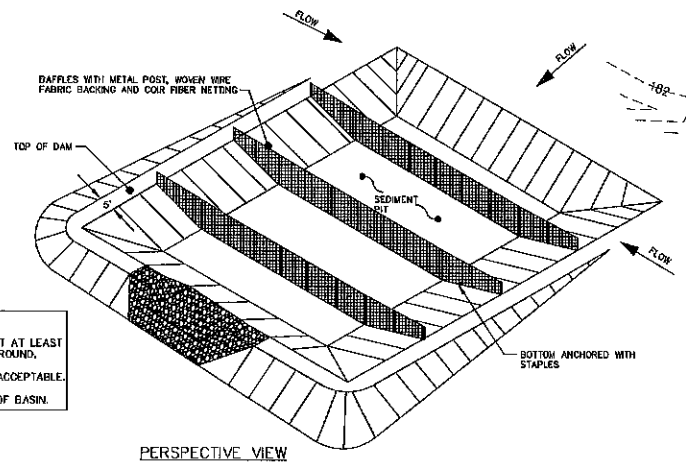 FLOW
FLOW
182
BAFFLES WITH METAL POST, WOVEN WIRE
FABRIC BACKING AND COIR FIBER NETTING
TOP OF DAM
5'
SEDIMENT
PIT
FLOW
T AT LEAST
ROUND,
ACCEPTABLE.
OF BASIN.
BOTTOM ANCHORED WITH
STAPLES
PERSPECTIVE VIEW